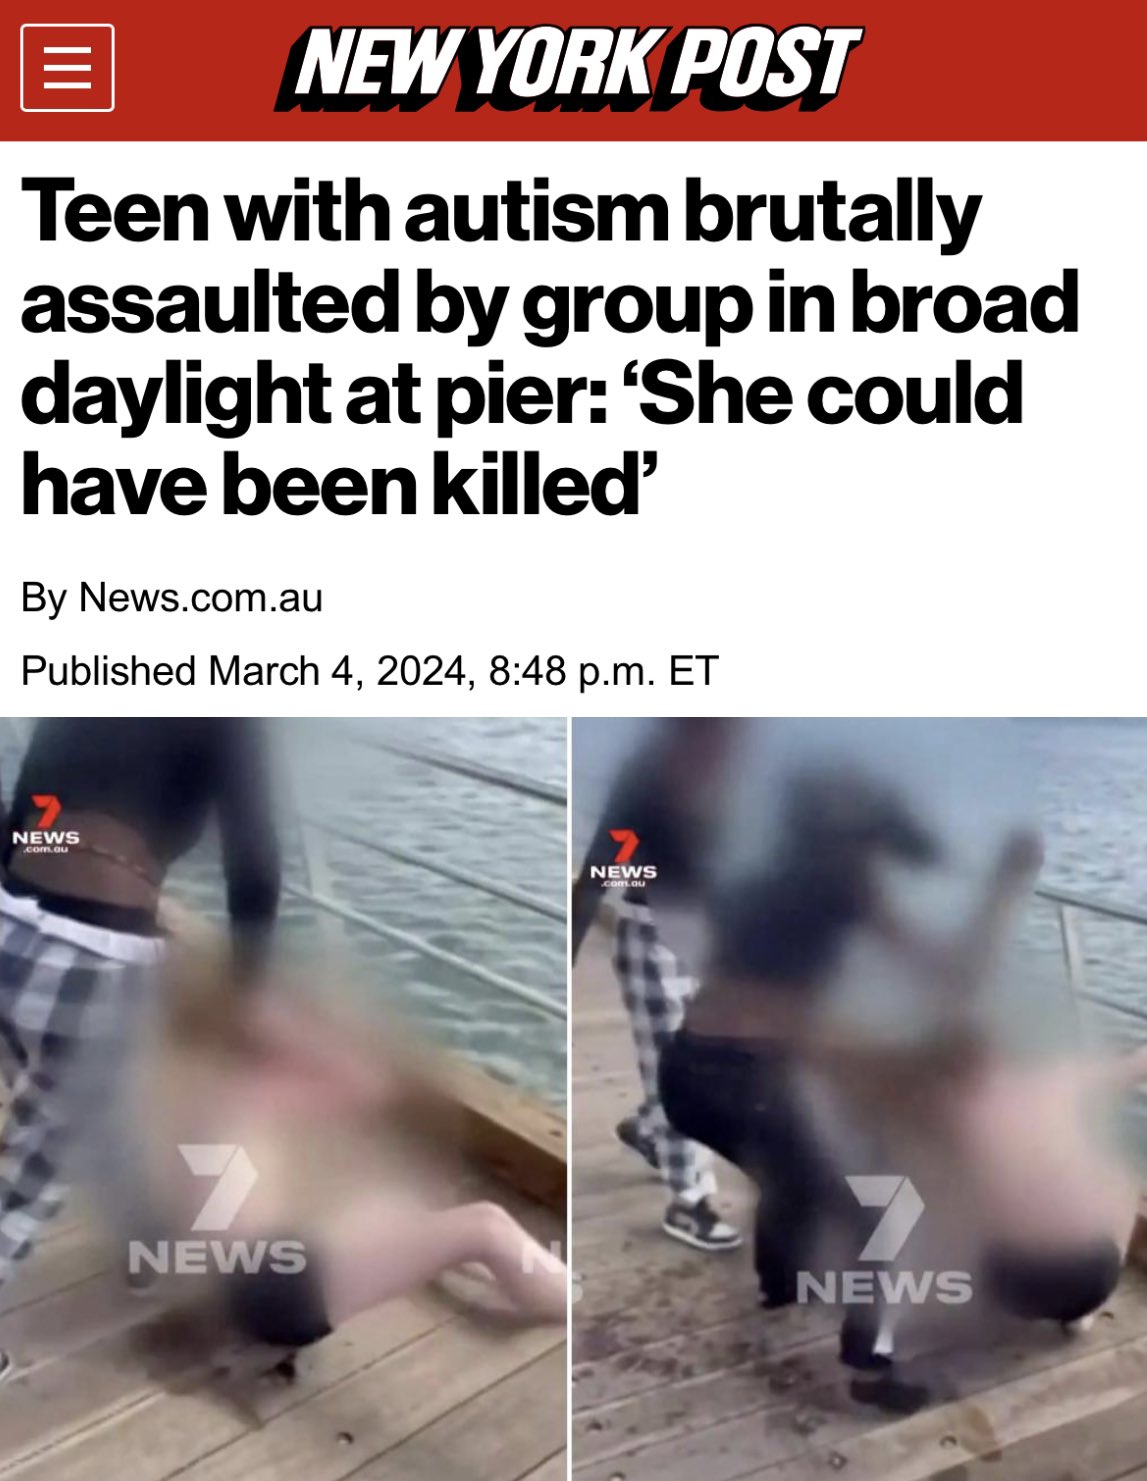 NEW YORK POST
Teen with autism brutally
assaulted by group in broad
daylight at pier: ‘She could
have been killed’
By News.com.au
Published March 4, 2024, 8:48 p.m. ET
7
NEWS
.com.au
7
NEWS
N
7
NEWS
.com.au
7
NEWS
S